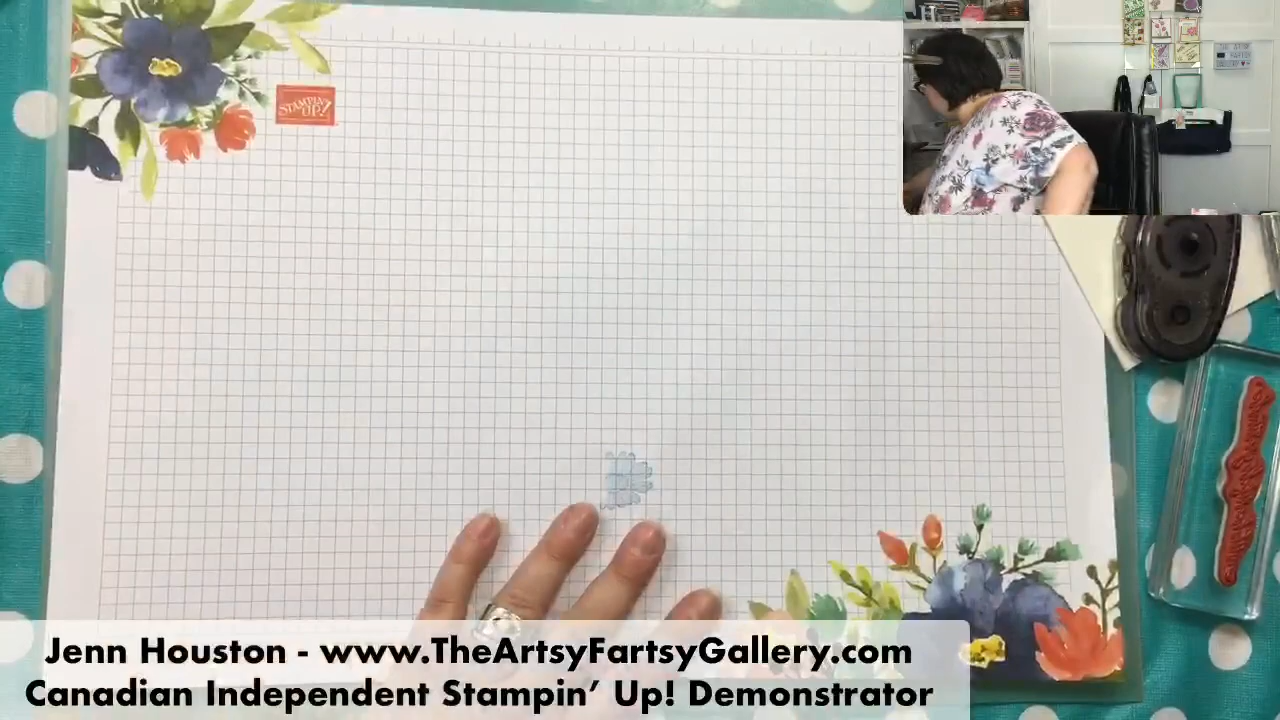 STAMPIN' UP!
Jenn Houston - www.TheArtsyFartsyGallery.com
Canadian Independent Stampin' Up! Demonstrator